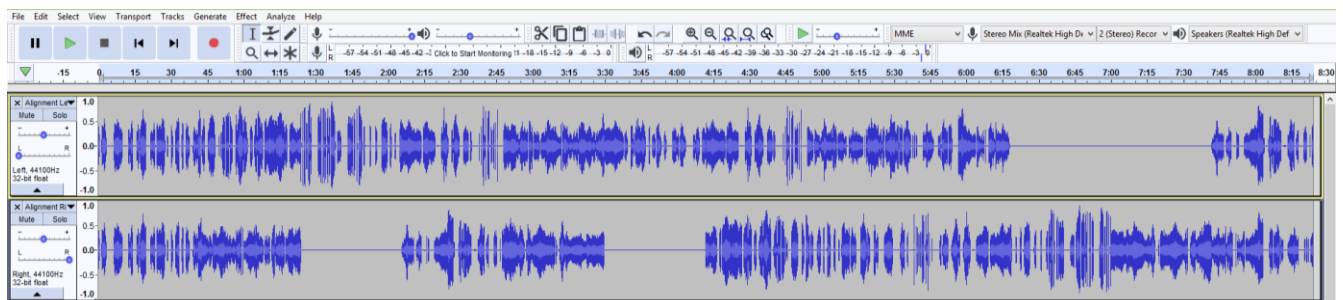 File Edit Select View Transport Tracks Generate Effect Analyze Help
MME Stereo Mix (Realtek High De 2 (Stereo) Recor Speakers (Realtek High Def
L R -57 -54 -51 -48 -45 -42 -3 Click to Start Monitoring !1 -18 -15 -12 -9 -6 -3 0 L R -57 -54 -51 -48 -45 -42 -39 -36 -33 -30 -27 -24 -21 -18 -15 -12 -9 -6 -3 0
-15 0 15 30 45 1:00 1:15 1:30 1:45 2:00 2:15 2:30 2:45 3:00 3:15 3:30 3:45 4:00 4:15 4:30 4:45 5:00 5:15 5:30 5:45 6:00 6:15 6:30 6:45 7:00 7:15 7:30 7:45 8:00 8:15 8:30
× Alignment Le 1.0
Mute Solo
- + 0.5
L R 0.0
Left, 44100Hz -0.5
32-bit float
-1.0
× Alignment Ri 1.0
Mute Solo
- + 0.5
L R 0.0
Right, 44100Hz -0.5
32-bit float
-1.0